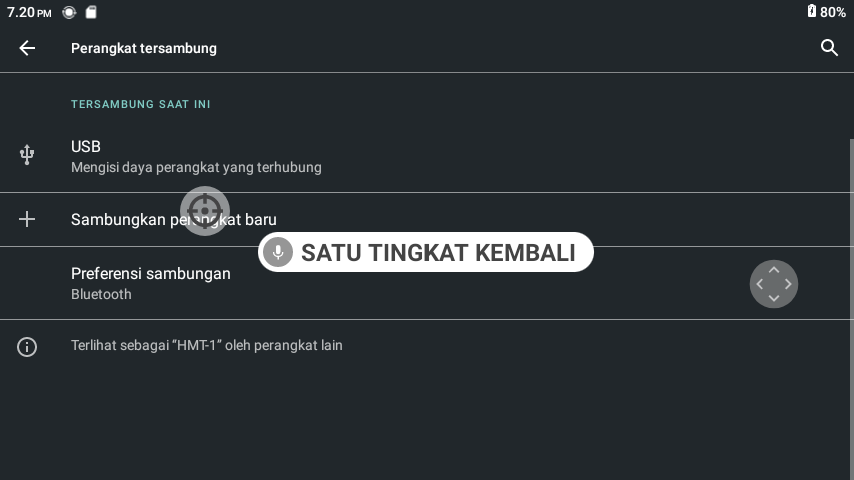 7.20 PM
80%
Perangkat tersambung
TERSAMBUNG SAAT INI
USB
Mengisi daya perangkat yang terhubung
Sambungkan perangkat baru
SATU TINGKAT KEMBALI
Preferensi sambungan
Bluetooth
Terlihat sebagai “HMT-1” oleh perangkat lain